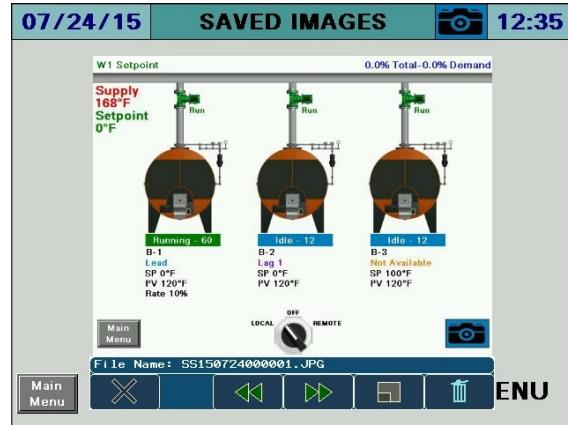 07/24/15 SAVED IMAGES 12:35
W1 Setpoint 0.0% Total-0.0% Demand
Supply
168°F
Setpoint
0°F
Run Run Run
Running - 60 Idle - 12 Idle - 12
B-1 B-2 B-3
Lead Lag 1 Not Available
SP 0°F SP 0°F SP 100°F
PV 120°F PV 120°F PV 120°F
Rate 10%
OFF
LOCAL REMOTE
Main
Menu
File Name: SS150724000001.JPG
Main
Menu
ENU